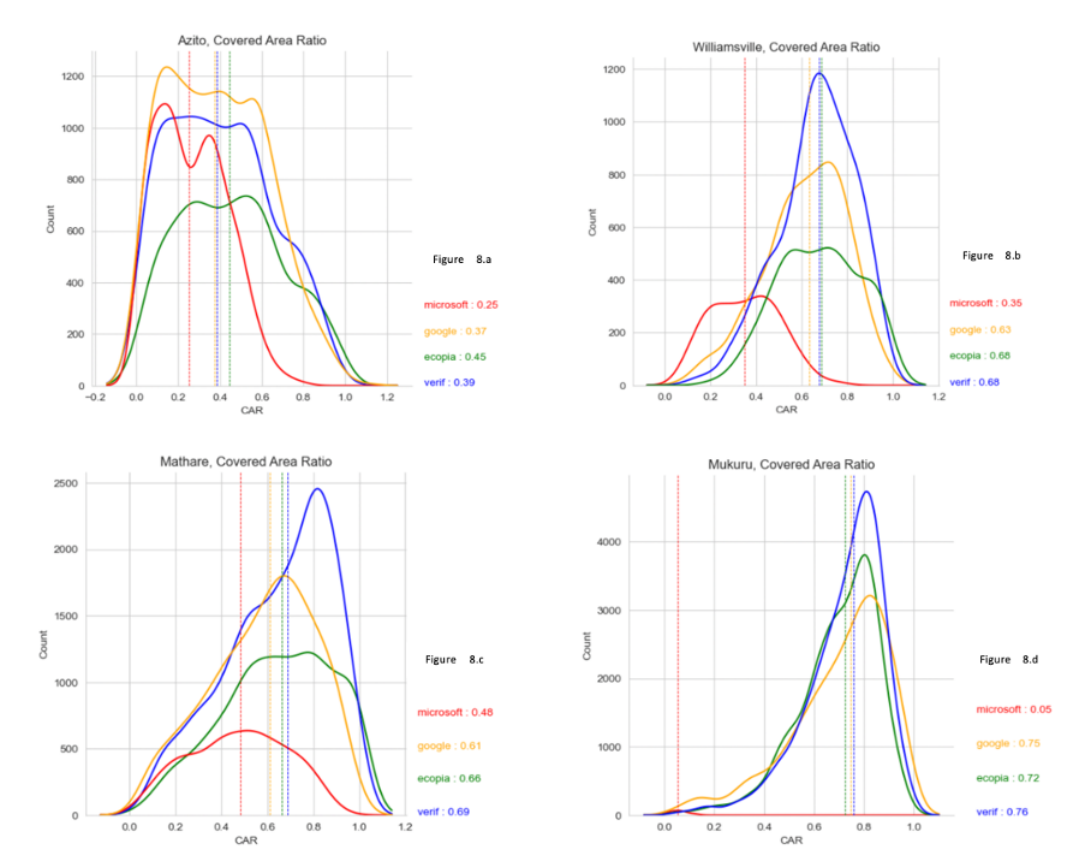 Azito, Covered Area Ratio
1200
1000
800
600
400
200
0
Count
−0.2 0.0 0.2 0.4 0.6 0.8 1.0 1.2
CAR
Figure 8.a
microsoft : 0.25
google : 0.37
ecopia : 0.45
verif : 0.39
Williamsville, Covered Area Ratio
1200
1000
800
600
400
200
0
Count
0.0 0.2 0.4 0.6 0.8 1.0 1.2
CAR
Figure 8.b
microsoft : 0.35
google : 0.63
ecopia : 0.68
verif : 0.68
Mathare, Covered Area Ratio
2500
2000
1500
1000
500
0
Count
0.0 0.2 0.4 0.6 0.8 1.0 1.2
CAR
Figure 8.c
microsoft : 0.48
google : 0.61
ecopia : 0.66
verif : 0.69
Mukuru, Covered Area Ratio
4000
3000
2000
1000
0
Count
0.0 0.2 0.4 0.6 0.8 1.0
CAR
Figure 8.d
microsoft : 0.05
google : 0.75
ecopia : 0.72
verif : 0.76